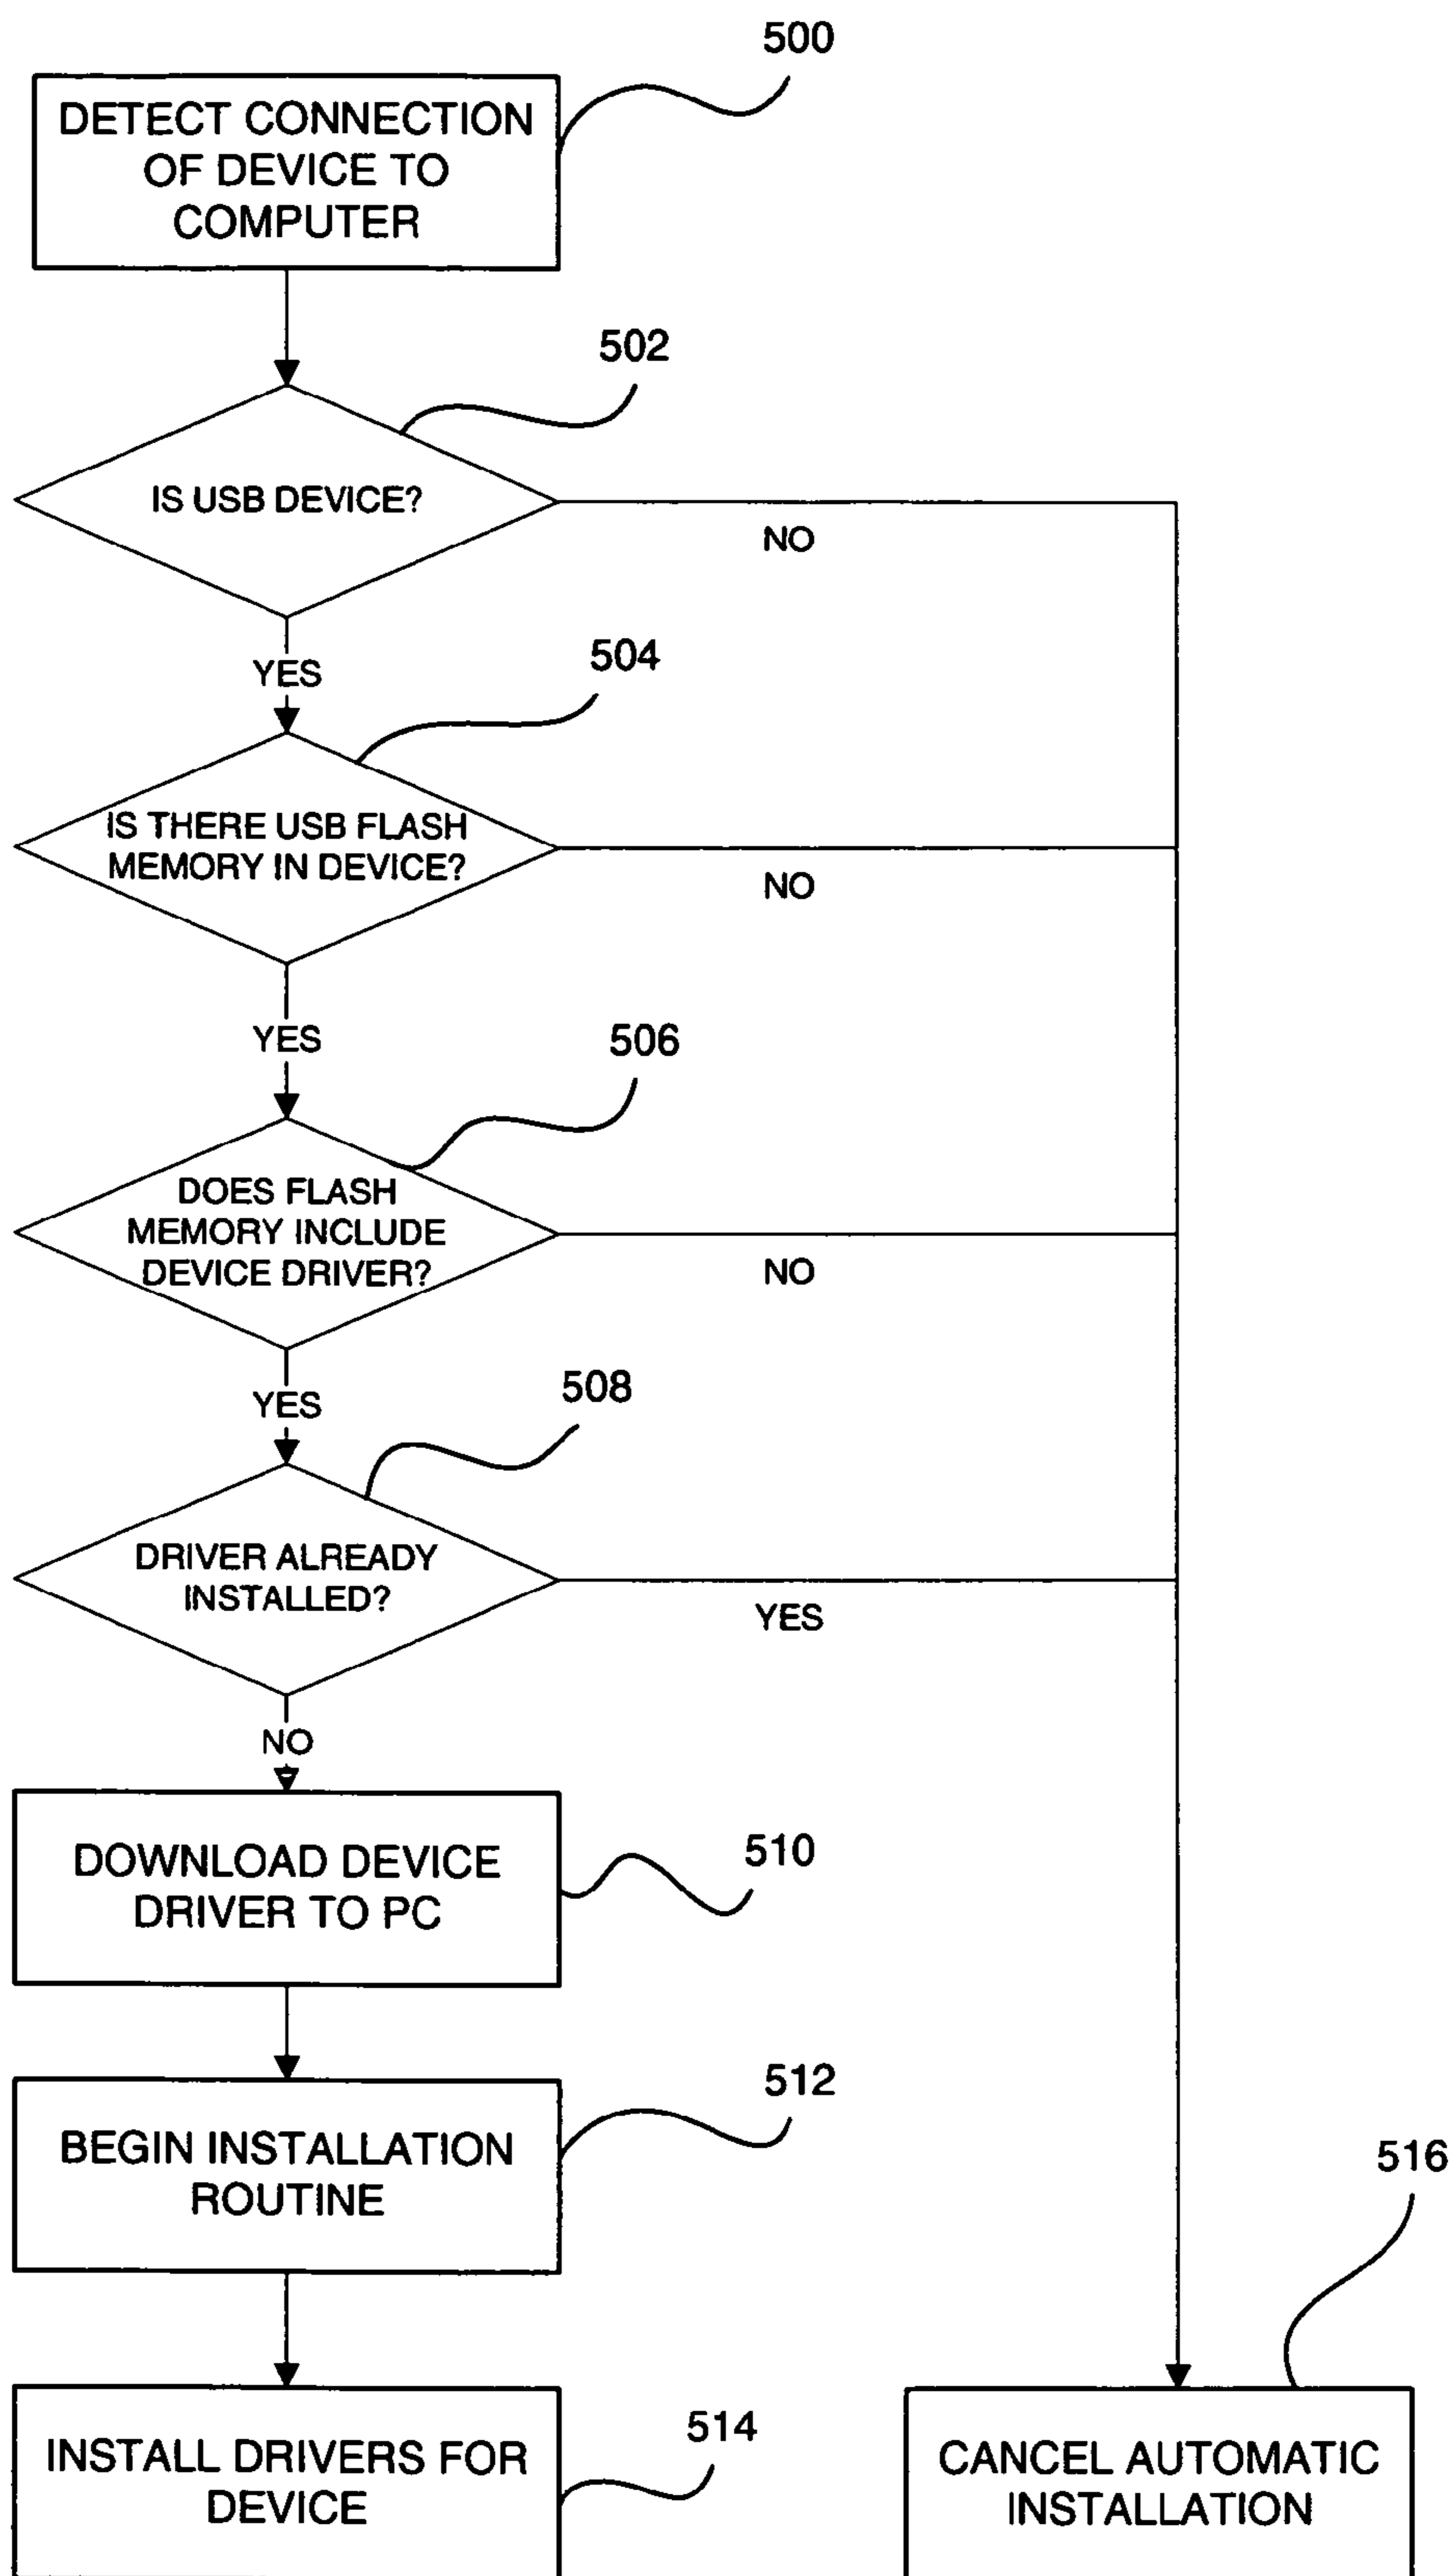 500
DETECT CONNECTION
OF DEVICE TO
COMPUTER
502
IS USB DEVICE?
NO
YES
504
IS THERE USB FLASH
MEMORY IN DEVICE?
NO
YES
506
DOES FLASH
MEMORY INCLUDE
DEVICE DRIVER?
NO
YES
508
DRIVER ALREADY
INSTALLED?
YES
NO
510
DOWNLOAD DEVICE
DRIVER TO PC
512
BEGIN INSTALLATION
ROUTINE
516
514
INSTALL DRIVERS FOR
DEVICE
CANCEL AUTOMATIC
INSTALLATION